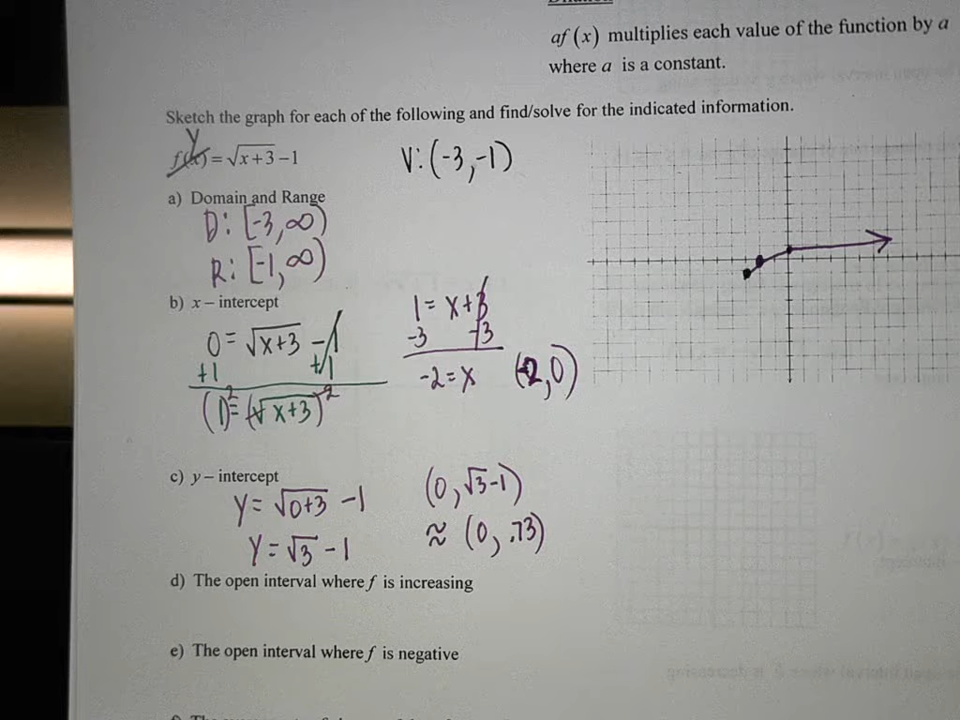 af(x) multiplies each value of the function by a
where a is a constant.
Sketch the graph for each of the following and find/solve for the indicated information.
y
f(x) = √x+3 − 1
V: (-3, -1)
a) Domain and Range
D: [-3, ∞)
R: [-1, ∞)
b) x – intercept
0 = √x+3 - 1
+1 +1
(1)² = (√x+3)²
1 = x+3
-3 -3
-2 = x (-2, 0)
c) y – intercept
y = √0+3 - 1
y = √3 - 1
(0, √3-1)
≈ (0, .73)
d) The open interval where f is increasing
e) The open interval where f is negative